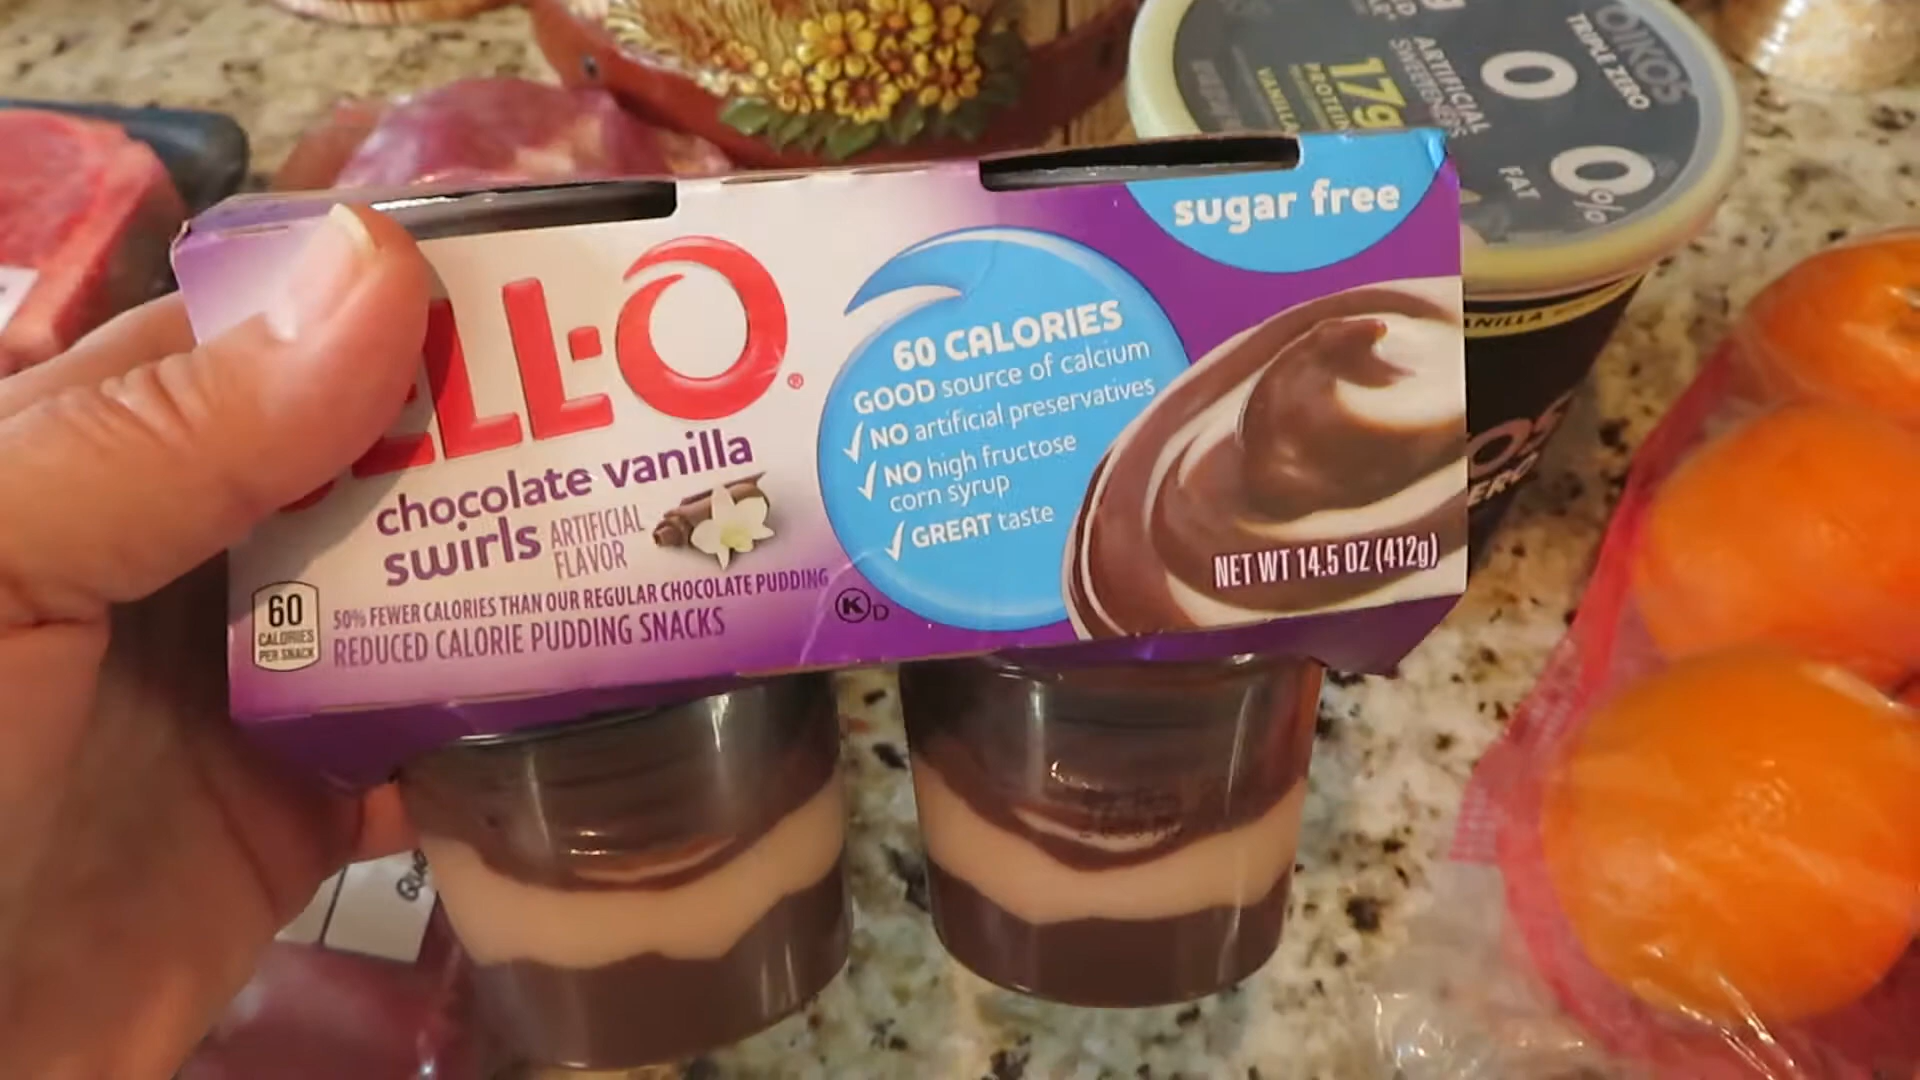 ELL-O®
chocolate vanilla
swirls
ARTIFICIAL
FLAVOR
60
CALORIES
PER SNACK
50% FEWER CALORIES THAN OUR REGULAR CHOCOLATE PUDDING
REDUCED CALORIE PUDDING SNACKS
K D
60 CALORIES
GOOD source of calcium
✓ NO artificial preservatives
✓ NO high fructose
corn syrup
✓ GREAT taste
sugar free
NET WT 14.5 OZ (412g)
OIKOS
TRIPLE ZERO
0
ARTIFICIAL
SWEETENERS
0%
FAT
17g
PROTEIN
VANILLA
ANILLA
KOS
ERO